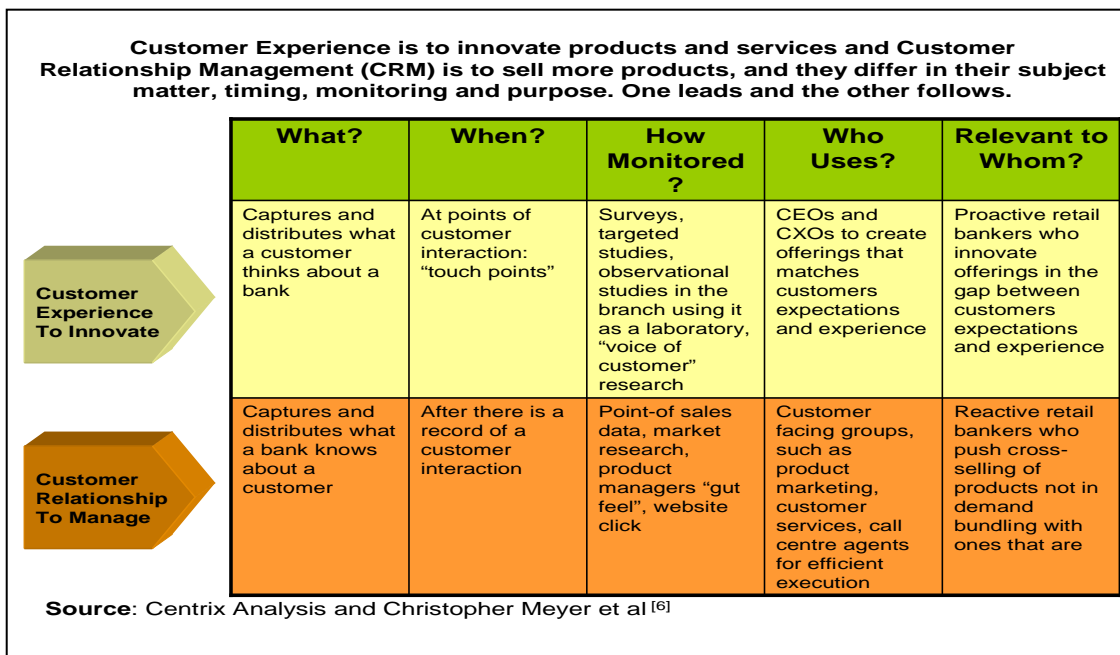 Customer Experience is to innovate products and services and Customer
Relationship Management (CRM) is to sell more products, and they differ in their subject
matter, timing, monitoring and purpose. One leads and the other follows.
What?
When?
How
Monitored
?
Who
Uses?
Relevant to
Whom?
Customer
Experience
To Innovate
Captures and
distributes what
a customer
thinks about a
bank
At points of
customer
interaction:
“touch points”
Surveys,
targeted
studies,
observational
studies in the
branch using it
as a laboratory,
“voice of
customer”
research
CEOs and
CXOs to create
offerings that
matches
customers
expectations
and experience
Proactive retail
bankers who
innovate
offerings in the
gap between
customers
expectations
and experience
Customer
Relationship
To Manage
Captures and
distributes what
a bank knows
about a
customer
After there is a
record of a
customer
interaction
Point-of sales
data, market
research,
product
managers “gut
feel”, website
click
Customer
facing groups,
such as
product
marketing,
customer
services, call
centre agents
for efficient
execution
Reactive retail
bankers who
push cross-
selling of
products not in
demand
bundling with
ones that are
Source: Centrix Analysis and Christopher Meyer et al [6]